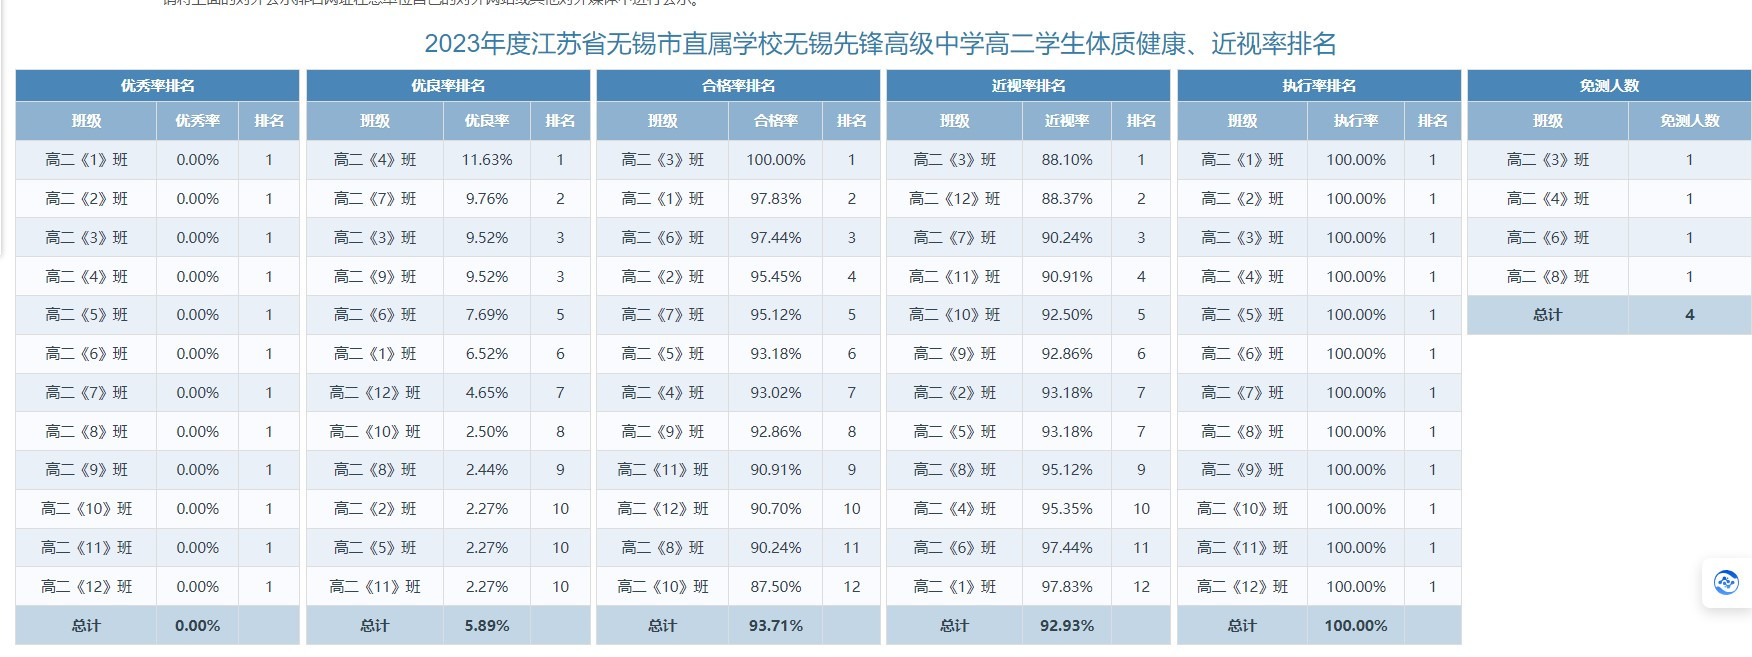 2023年度江苏省无锡市直属学校无锡先锋高级中学高二学生体质健康、近视率排名
优秀率排名 优良率排名 合格率排名 近视率排名 执行率排名 免测人数
班级 优秀率 排名 班级 优良率 排名 班级 合格率 排名 班级 近视率 排名 班级 执行率 排名 班级 免测人数
高二《1》班 0.00% 1 高二《4》班 11.63% 1 高二《3》班 100.00% 1 高二《3》班 88.10% 1 高二《1》班 100.00% 1 高二《3》班 1
高二《2》班 0.00% 1 高二《7》班 9.76% 2 高二《1》班 97.83% 2 高二《12》班 88.37% 2 高二《2》班 100.00% 1 高二《4》班 1
高二《3》班 0.00% 1 高二《3》班 9.52% 3 高二《6》班 97.44% 3 高二《7》班 90.24% 3 高二《3》班 100.00% 1 高二《6》班 1
高二《4》班 0.00% 1 高二《9》班 9.52% 3 高二《2》班 95.45% 4 高二《11》班 90.91% 4 高二《4》班 100.00% 1 高二《8》班 1
高二《5》班 0.00% 1 高二《6》班 7.69% 5 高二《7》班 95.12% 5 高二《10》班 92.50% 5 高二《5》班 100.00% 1 总计 4
高二《6》班 0.00% 1 高二《1》班 6.52% 6 高二《5》班 93.18% 6 高二《9》班 92.86% 6 高二《6》班 100.00% 1
高二《7》班 0.00% 1 高二《12》班 4.65% 7 高二《4》班 93.02% 7 高二《2》班 93.18% 7 高二《7》班 100.00% 1
高二《8》班 0.00% 1 高二《10》班 2.50% 8 高二《9》班 92.86% 8 高二《5》班 93.18% 7 高二《8》班 100.00% 1
高二《9》班 0.00% 1 高二《8》班 2.44% 9 高二《11》班 90.91% 9 高二《8》班 95.12% 9 高二《9》班 100.00% 1
高二《10》班 0.00% 1 高二《2》班 2.27% 10 高二《12》班 90.70% 10 高二《4》班 95.35% 10 高二《10》班 100.00% 1
高二《11》班 0.00% 1 高二《5》班 2.27% 10 高二《8》班 90.24% 11 高二《6》班 97.44% 11 高二《11》班 100.00% 1
高二《12》班 0.00% 1 高二《11》班 2.27% 10 高二《10》班 87.50% 12 高二《1》班 97.83% 12 高二《12》班 100.00% 1
总计 0.00% 总计 5.89% 总计 93.71% 总计 92.93% 总计 100.00%